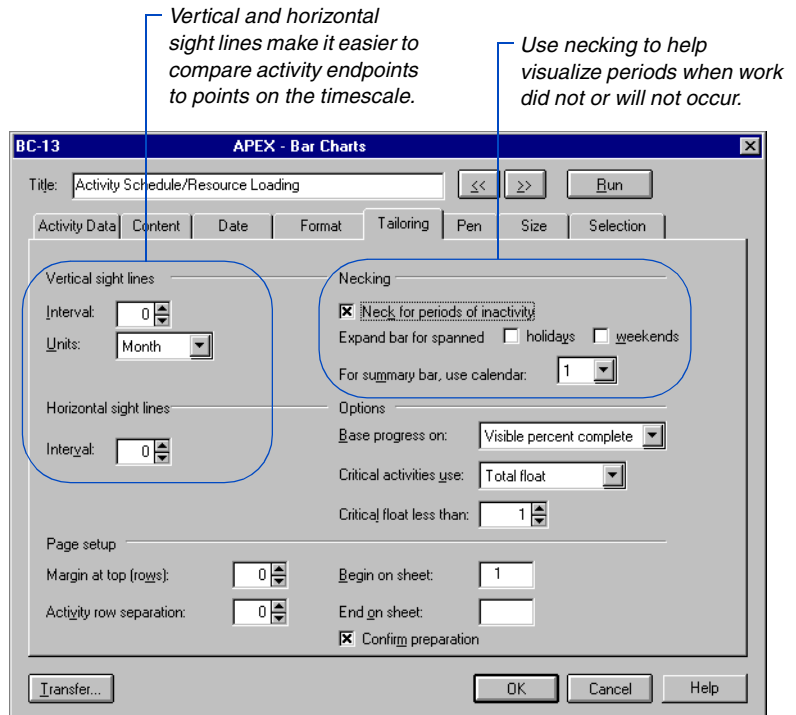 Vertical and horizontal
sight lines make it easier to
compare activity endpoints
to points on the timescale.
Use necking to help
visualize periods when work
did not or will not occur.
BC-13 APEX - Bar Charts
Title: Activity Schedule/Resource Loading << >> Run
Activity Data Content Date Format Tailoring Pen Size Selection
Vertical sight lines Necking
Interval: 0 Neck for periods of inactivity
Units: Month Expand bar for spanned holidays weekends
For summary bar, use calendar: 1
Horizontal sight lines Options
Interval: 0 Base progress on: Visible percent complete
Critical activities use: Total float
Critical float less than: 1
Page setup
Margin at top (rows): 0 Begin on sheet: 1
Activity row separation: 0 End on sheet:
Confirm preparation
Transfer... OK Cancel Help